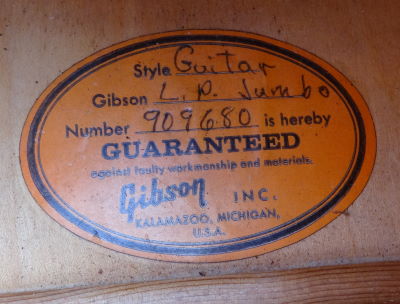 Style Guitar
Gibson L.P. Jumbo
Number 909680 is hereby
GUARANTEED
against faulty workmanship and materials.
Gibson INC.
KALAMAZOO, MICHIGAN,
U.S.A.